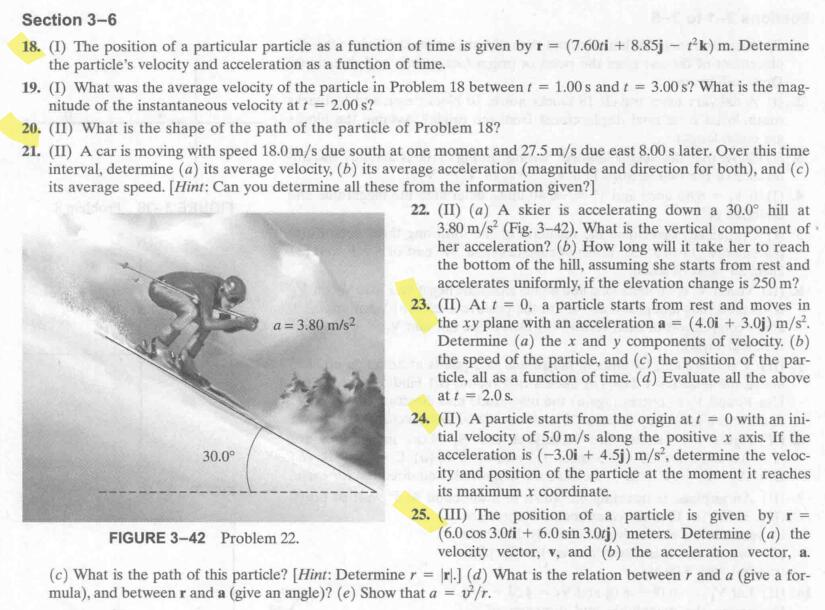 Section 3–6
18. (I) The position of a particular particle as a function of time is given by r = (7.60ti + 8.85j − t²k) m. Determine
the particle's velocity and acceleration as a function of time.
19. (I) What was the average velocity of the particle in Problem 18 between t = 1.00 s and t = 3.00 s? What is the mag-
nitude of the instantaneous velocity at t = 2.00 s?
20. (II) What is the shape of the path of the particle of Problem 18?
21. (II) A car is moving with speed 18.0 m/s due south at one moment and 27.5 m/s due east 8.00 s later. Over this time
interval, determine (a) its average velocity, (b) its average acceleration (magnitude and direction for both), and (c)
its average speed. [Hint: Can you determine all these from the information given?]
22. (II) (a) A skier is accelerating down a 30.0° hill at
3.80 m/s² (Fig. 3–42). What is the vertical component of
her acceleration? (b) How long will it take her to reach
the bottom of the hill, assuming she starts from rest and
accelerates uniformly, if the elevation change is 250 m?
23. (II) At t = 0, a particle starts from rest and moves in
the xy plane with an acceleration a = (4.0i + 3.0j) m/s².
Determine (a) the x and y components of velocity. (b)
the speed of the particle, and (c) the position of the par-
ticle, all as a function of time. (d) Evaluate all the above
at t = 2.0 s.
24. (II) A particle starts from the origin at t = 0 with an ini-
tial velocity of 5.0 m/s along the positive x axis. If the
acceleration is (−3.0i + 4.5j) m/s², determine the veloc-
ity and position of the particle at the moment it reaches
its maximum x coordinate.
25. (III) The position of a particle is given by r =
(6.0 cos 3.0ti + 6.0 sin 3.0tj) meters. Determine (a) the
velocity vector, v, and (b) the acceleration vector, a.
a = 3.80 m/s²
30.0°
FIGURE 3–42 Problem 22.
(c) What is the path of this particle? [Hint: Determine r = |r|.] (d) What is the relation between r and a (give a for-
mula), and between r and a (give an angle)? (e) Show that a = v²/r.